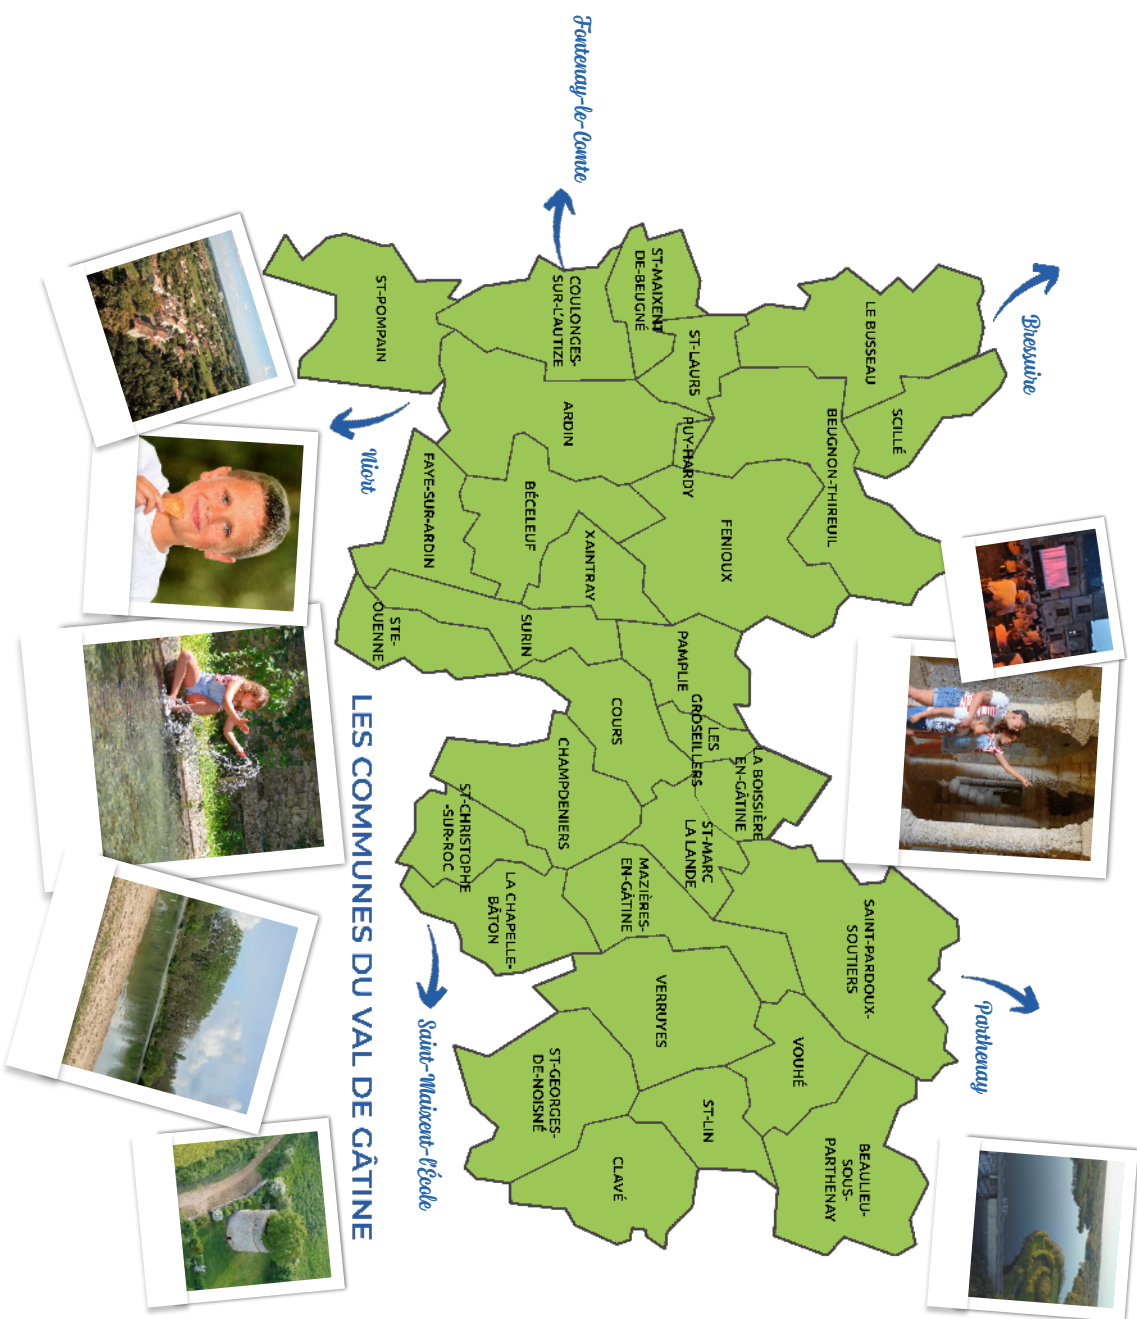 Fontenay-le-Comte
Bressuire
Parthenay
Niort
Saint-Maixent-l'École
LE BUSSEAU
SCILLÉ
BEUGNON-THIREUIL
ST-MAIXENT
DE-BEUGNÉ
ST-LAURS
PUY-HARDY
FENIOUX
COULONGES-
SUR-L'AUTIZE
ARDIN
ST-POMPAIN
FAYE-SUR-ARDIN
BÉCELEUF
XAINTRAY
STE-
OUENNE
SURIN
PAMPLIE
COURS
LES
GROSEILLERS
LA BOISSIÈRE
EN-GÂTINE
ST-MARC
LA LANDE
CHAMPDENIERS
ST-CHRISTOPHE
-SUR-ROC
LA CHAPELLE-
BÂTON
MAZIÈRES-
EN-GÂTINE
SAINT-PARDOUX-
SOUTIERS
VERRUYES
VOUHÉ
ST-GEORGES-
DE-NOISNÉ
ST-LIN
CLAVÉ
BEAULIEU-
SOUS-
PARTHENAY
LES COMMUNES DU VAL DE GÂTINE